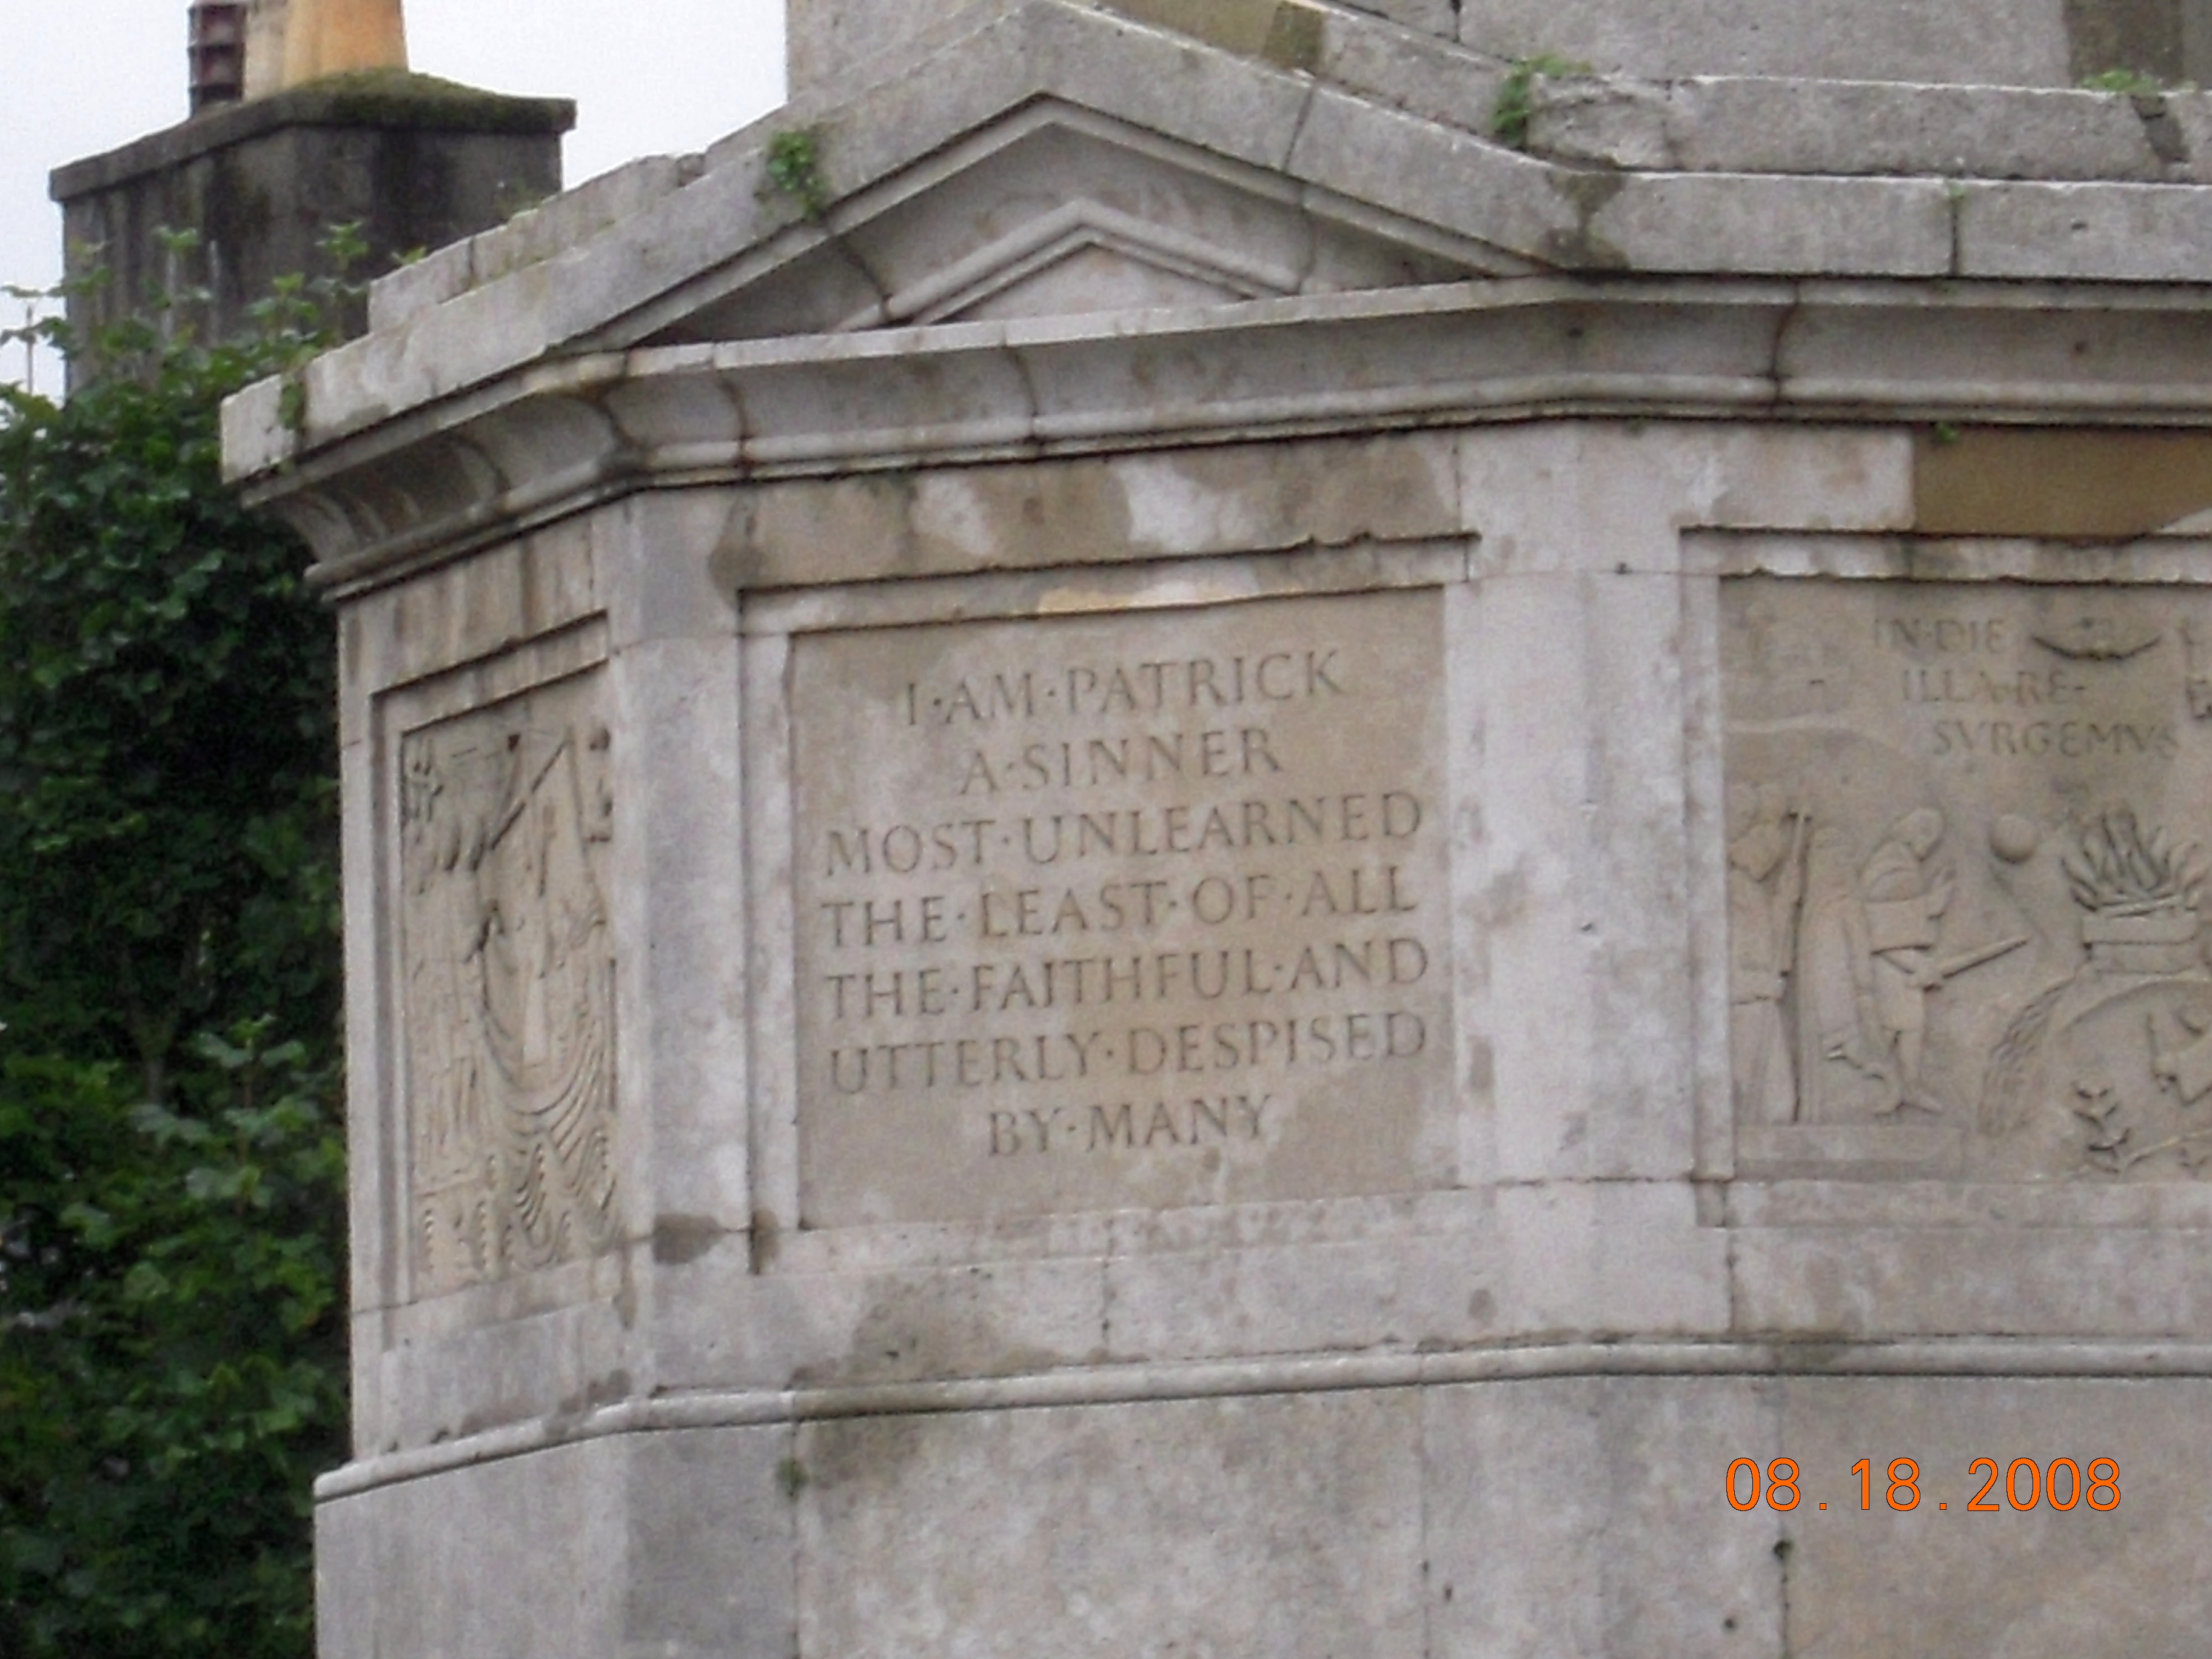 I·AM·PATRICK
A·SINNER
MOST·UNLEARNED
THE·LEAST·OF·ALL
THE·FAITHFUL·AND
UTTERLY·DESPISED
BY·MANY
IN·DIE
ILLA·RE-
SVRGEMVS
08.18.2008